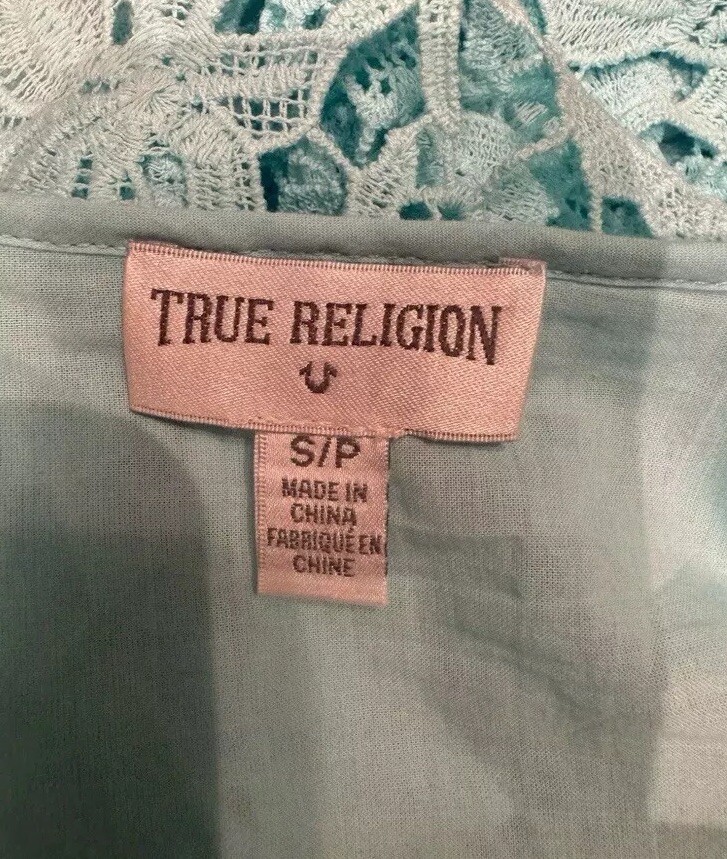 TRUE RELIGION
S/P
MADE IN
CHINA
FABRIQUÉ EN
CHINE